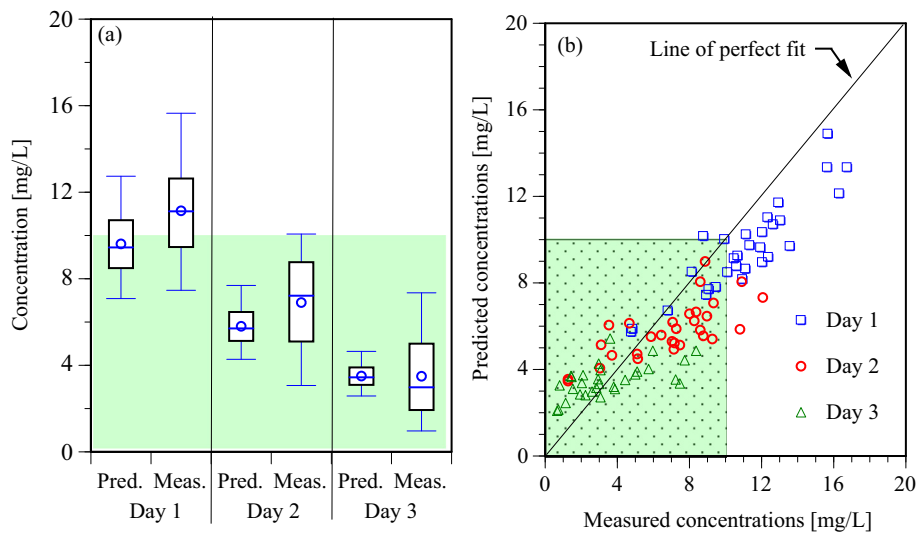 (a)
Concentration [mg/L]
20
16
12
8
4
0
Pred. Meas. Pred. Meas. Pred. Meas.
Day 1 Day 2 Day 3
(b)
Line of perfect fit
Predicted concentrations [mg/L]
20
16
12
8
4
0
Day 1
Day 2
Day 3
0 4 8 12 16 20
Measured concentrations [mg/L]